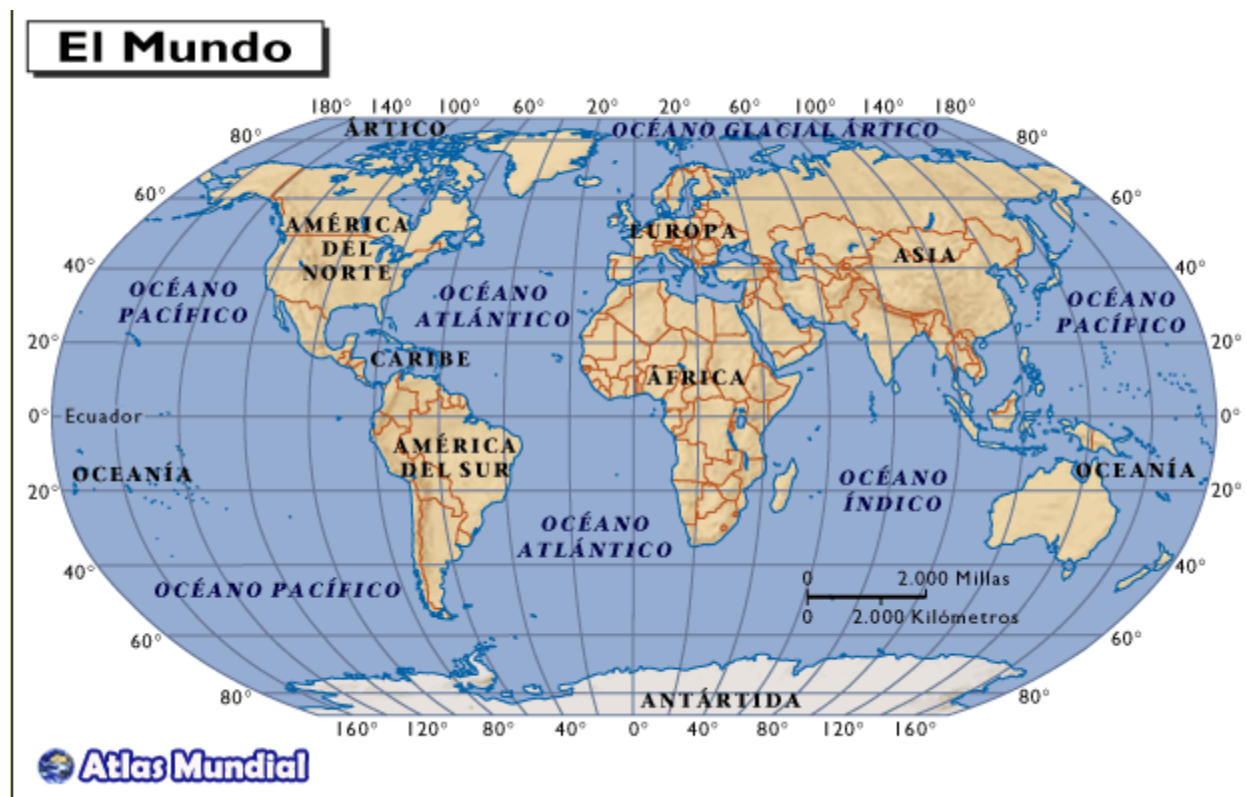 El Mundo
180° 140° 100° 60° 20° 20° 60° 100° 140° 180°
80° ÁRTICO OCÉANO GLACIAL ÁRTICO 80°
60° 60°
AMÉRICA
DEL
NORTE
EUROPA
ASIA
40° 40°
OCÉANO
PACÍFICO
OCÉANO
ATLÁNTICO
OCÉANO
PACÍFICO
20° 20°
CARIBE
ÁFRICA
0° Ecuador 0°
AMÉRICA
DEL SUR
OCEANÍA
OCEANÍA
OCÉANO
ÍNDICO
20° 20°
OCÉANO
ATLÁNTICO
40° 40°
OCÉANO PACÍFICO
0 2.000 Millas
0 2.000 Kilómetros
60° 60°
80° 80°
ANTÁRTIDA
160° 120° 80° 40° 0° 40° 80° 120° 160°
Atlas Mundial